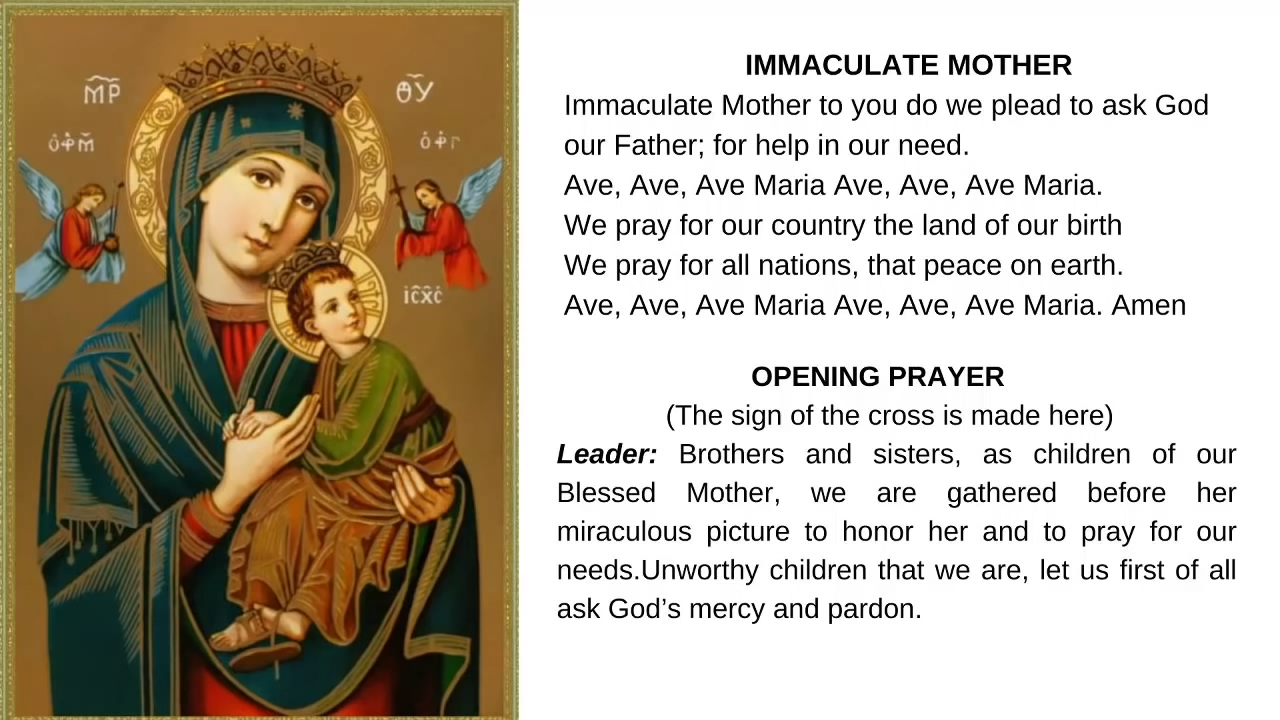 ΜΡ
ΘΥ
ὉΦΜ
ὉΦΓ
ἸϹΧϹ
IMMACULATE MOTHER
Immaculate Mother to you do we plead to ask God
our Father; for help in our need.
Ave, Ave, Ave Maria Ave, Ave, Ave Maria.
We pray for our country the land of our birth
We pray for all nations, that peace on earth.
Ave, Ave, Ave Maria Ave, Ave, Ave Maria. Amen
OPENING PRAYER
(The sign of the cross is made here)
Leader: Brothers and sisters, as children of our
Blessed Mother, we are gathered before her
miraculous picture to honor her and to pray for our
needs.Unworthy children that we are, let us first of all
ask God’s mercy and pardon.